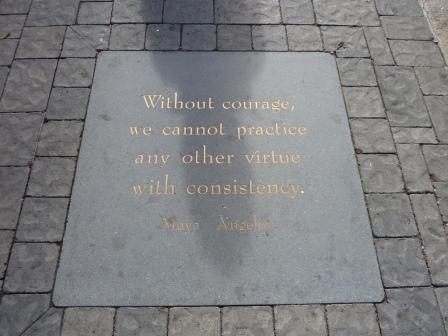 Without courage,
we cannot practice
any other virtue
with consistency.
Maya Angelou